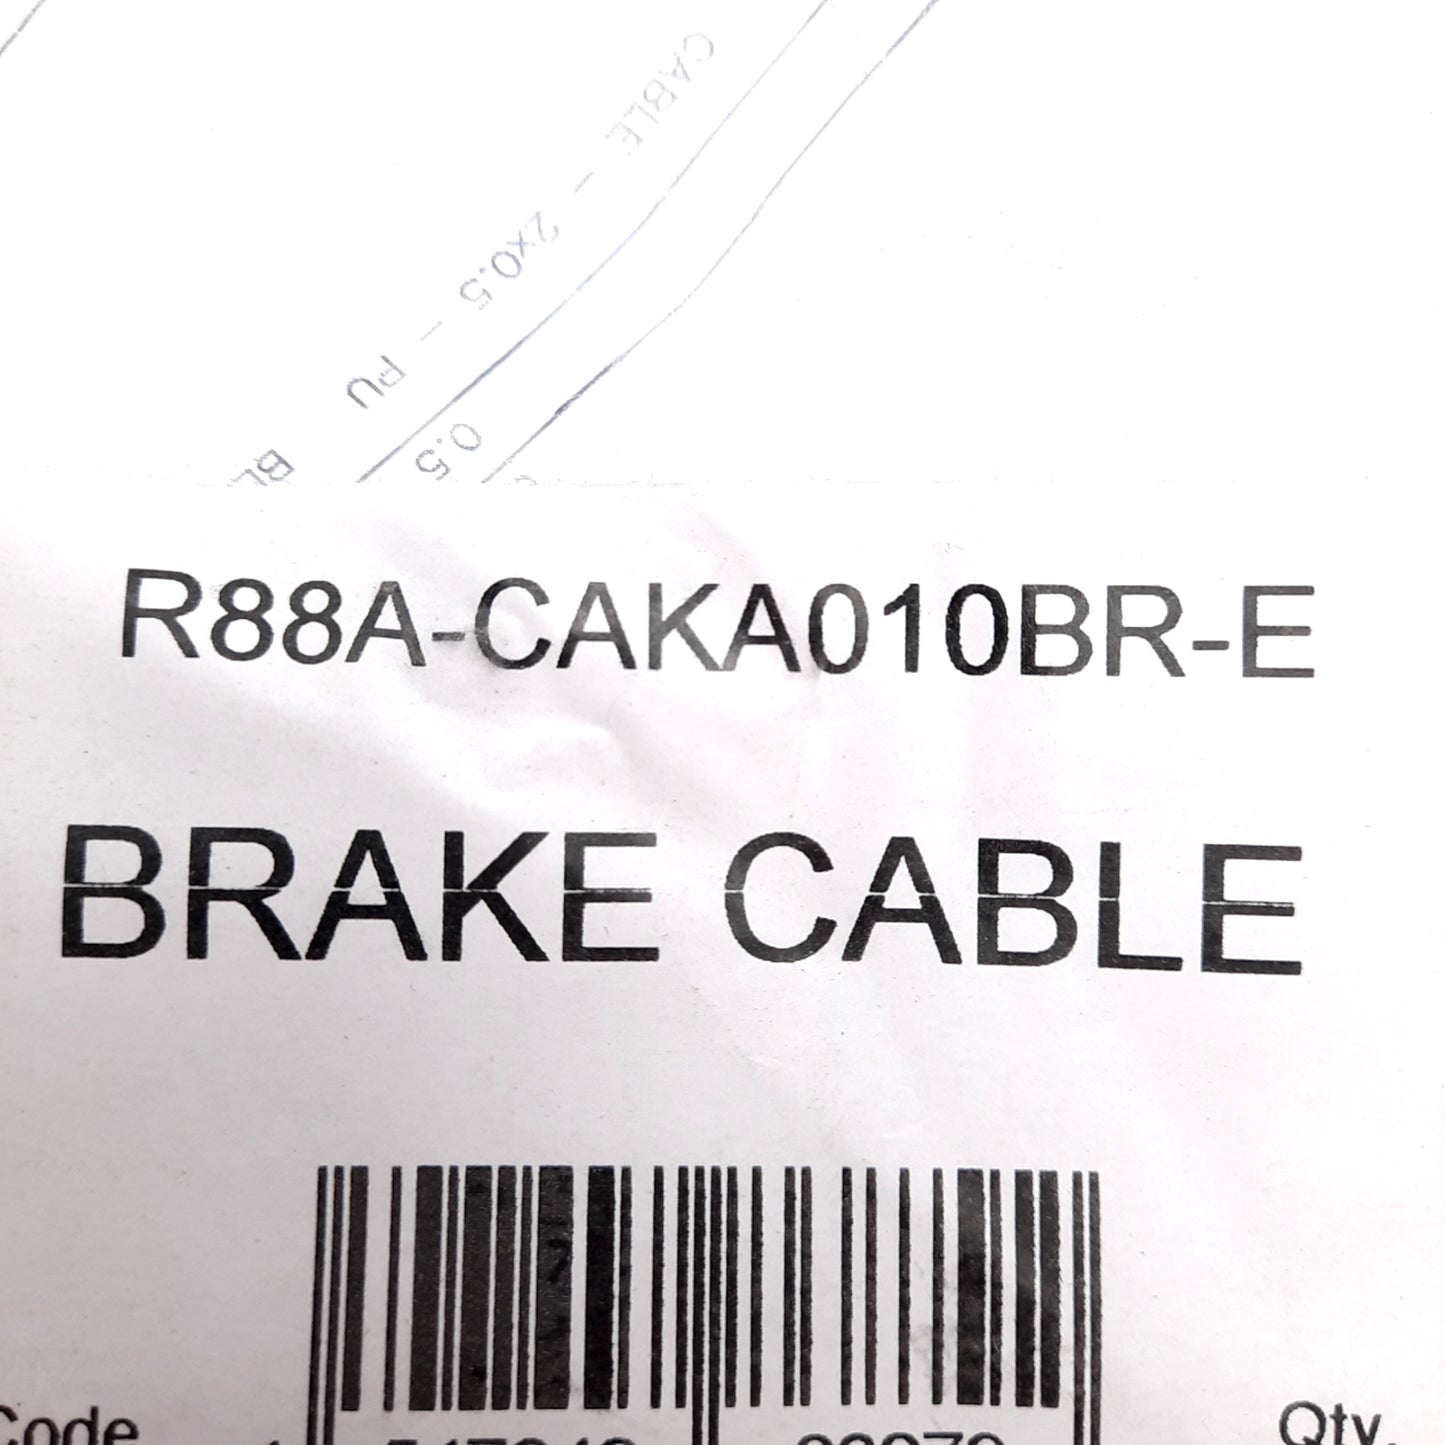 CABLE - 2x0.5 - PU
0.5
R88A-CAKA010BR-E
BRAKE CABLE
Code
Qty.